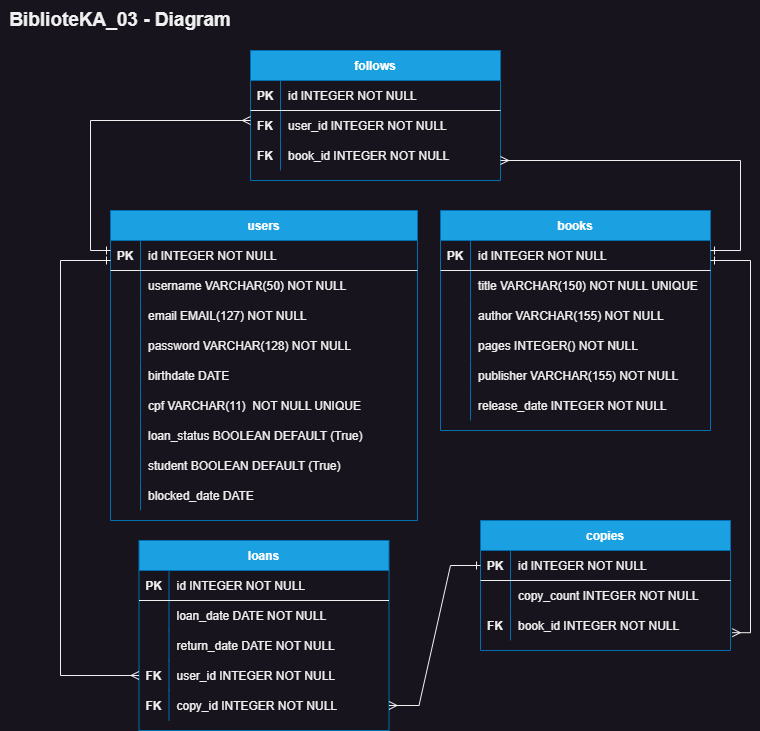 BiblioteKA_03 - Diagram
follows
PK id INTEGER NOT NULL
FK user_id INTEGER NOT NULL
FK book_id INTEGER NOT NULL
users
PK id INTEGER NOT NULL
username VARCHAR(50) NOT NULL
email EMAIL(127) NOT NULL
password VARCHAR(128) NOT NULL
birthdate DATE
cpf VARCHAR(11)  NOT NULL UNIQUE
loan_status BOOLEAN DEFAULT (True)
student BOOLEAN DEFAULT (True)
blocked_date DATE
books
PK id INTEGER NOT NULL
title VARCHAR(150) NOT NULL UNIQUE
author VARCHAR(155) NOT NULL
pages INTEGER() NOT NULL
publisher VARCHAR(155) NOT NULL
release_date INTEGER NOT NULL
loans
PK id INTEGER NOT NULL
loan_date DATE NOT NULL
return_date DATE NOT NULL
FK user_id INTEGER NOT NULL
FK copy_id INTEGER NOT NULL
copies
PK id INTEGER NOT NULL
copy_count INTEGER NOT NULL
FK book_id INTEGER NOT NULL